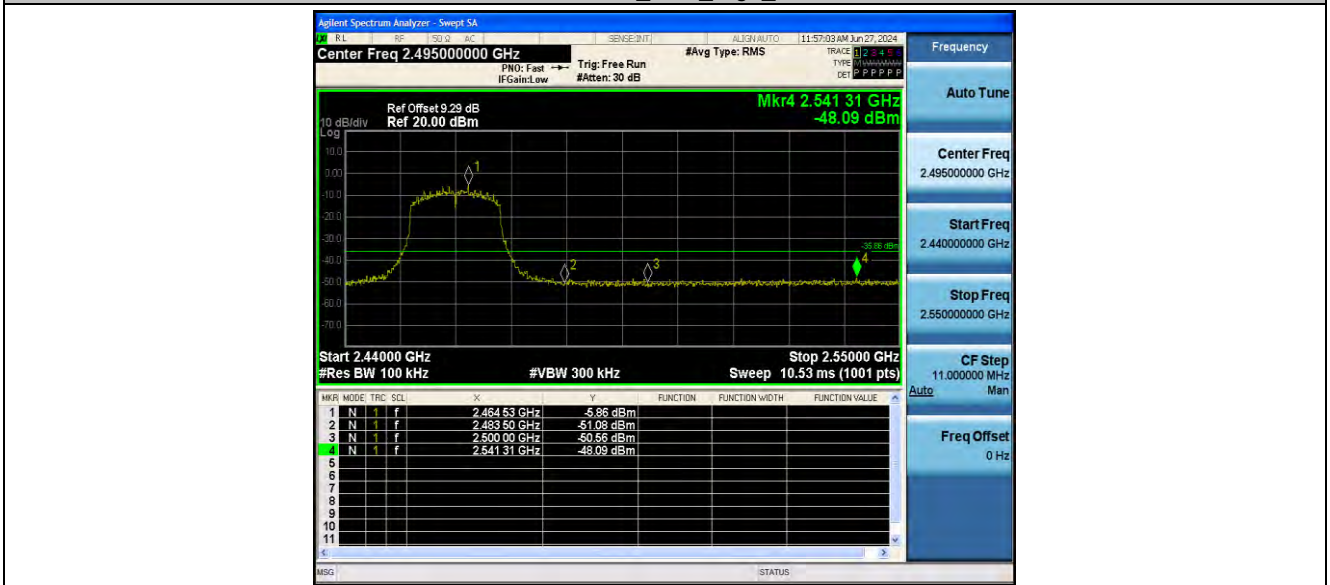 Agilent Spectrum Analyzer - Swept SA
RL RF 50 Ω AC SENSE:INT ALIGN AUTO 11:57:03 AM Jun 27, 2024
Center Freq 2.495000000 GHz #Avg Type: RMS TRACE 1 2 3 4 5 6
PNO: Fast Trig: Free Run TYPE M
IFGain:Low #Atten: 30 dB DET P P P P P P
Mkr4 2.541 31 GHz
-48.09 dBm
Ref Offset 9.29 dB
10 dB/div Ref 20.00 dBm
Log
10.0
0.00
-10.0
-20.0
-30.0
-40.0
-50.0
-60.0
-70.0
1
2
3
4
-35.86 dBm
Start 2.44000 GHz Stop 2.55000 GHz
#Res BW 100 kHz #VBW 300 kHz Sweep 10.53 ms (1001 pts)
MKR MODE TRC SCL X Y FUNCTION FUNCTION WIDTH FUNCTION VALUE
1 N 1 f 2.464 53 GHz -5.86 dBm
2 N 1 f 2.483 50 GHz -51.08 dBm
3 N 1 f 2.500 00 GHz -50.56 dBm
4 N 1 f 2.541 31 GHz -48.09 dBm
5
6
7
8
9
10
11
MSG STATUS
Frequency
Auto Tune
Center Freq
2.495000000 GHz
Start Freq
2.440000000 GHz
Stop Freq
2.550000000 GHz
CF Step
11.000000 MHz
Auto Man
Freq Offset
0 Hz